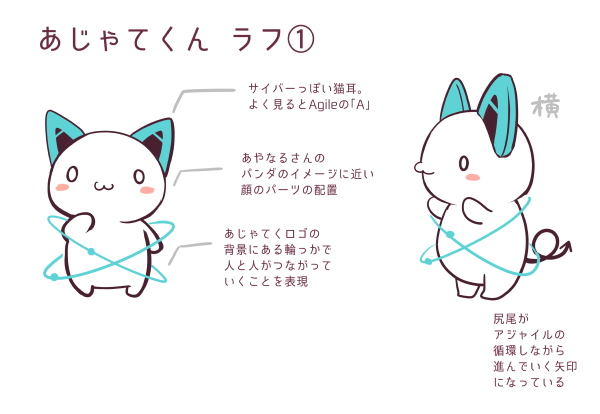 あじゃてくん ラフ①
サイバーっぽい猫耳。
よく見るとAgileの「A」
横
あやなるさんの
パンダのイメージに近い
顔のパーツの配置
あじゃてくロゴの
背景にある輪っかで
人と人がつながって
いくことを表現
尻尾が
アジャイルの
循環しながら
進んでいく矢印
になっている